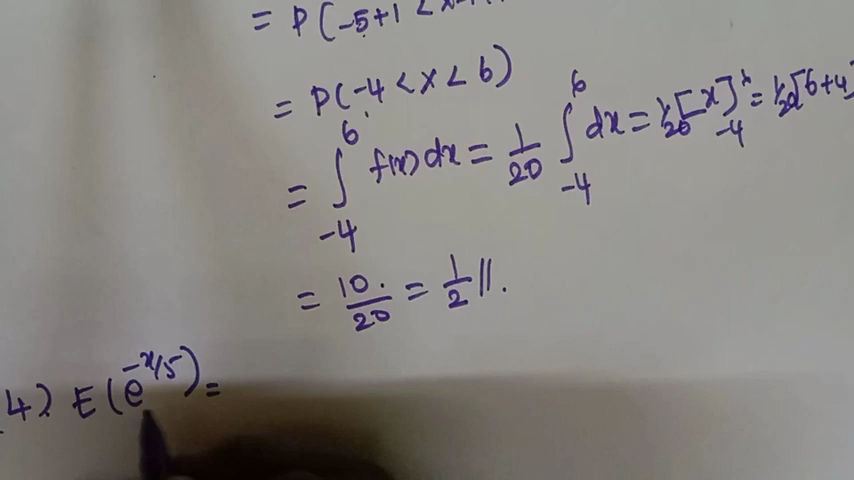 = P(-5+1 <
= P(-4 < x < 6)
= ∫_{-4}^{6} f(x) dx = 1/20 ∫_{-4}^{6} dx = 1/20 [x]_{-4} = 1/20 [6+4]
= 10/20 = 1/2 //.
4). E(e^{-x/5}) =